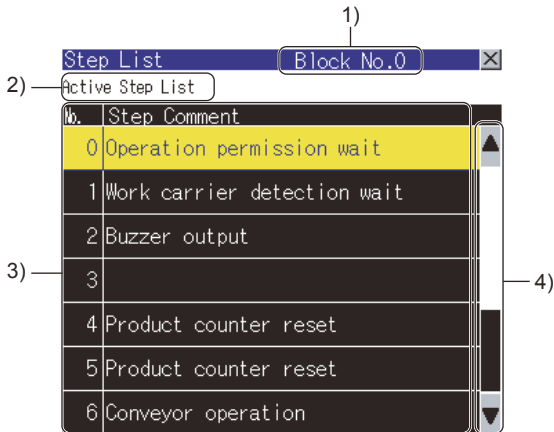 1)
Step List Block No.0 ×
2) Active Step List
No. Step Comment
0 Operation permission wait
1 Work carrier detection wait
2 Buzzer output
3) 3 4)
4 Product counter reset
5 Product counter reset
6 Conveyor operation